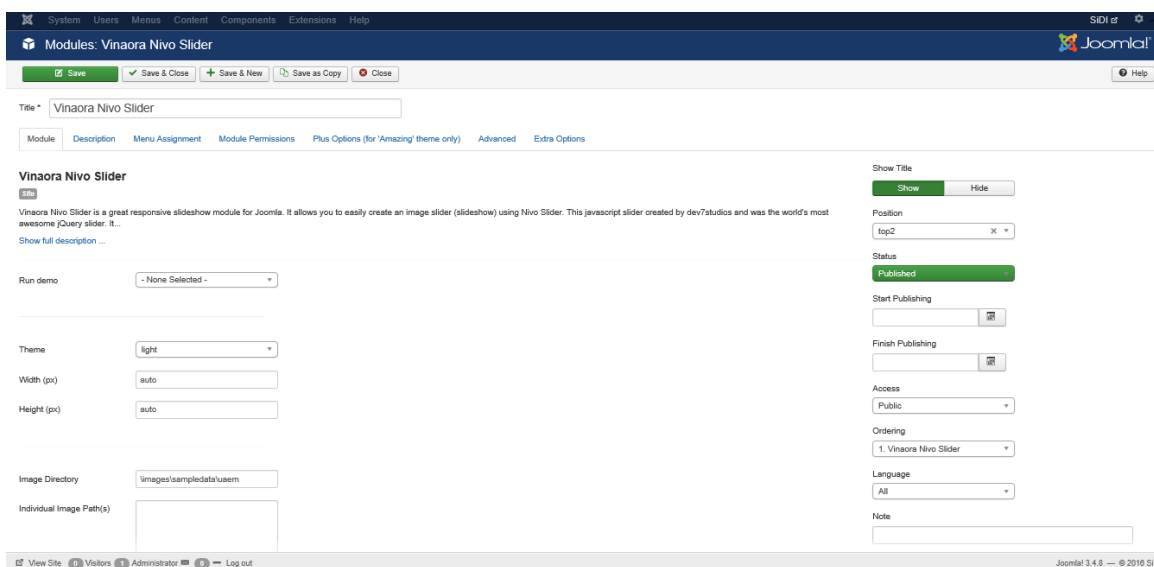 System Users Menus Content Components Extensions Help SiDI
Modules: Vinaora Nivo Slider Joomla!
Save Save & Close Save & New Save as Copy Close Help
Title * Vinaora Nivo Slider
Module Description Menu Assignment Module Permissions Plus Options (for 'Amazing' theme only) Advanced Extra Options
Vinaora Nivo Slider
Site
Vinaora Nivo Slider is a great responsive slideshow module for Joomla. It allows you to easily create an image slider (slideshow) using Nivo Slider. This javascript slider created by dev7studios and was the world's most
awesome jQuery slider. It...
Show full description ...
Run demo - None Selected -
Theme light
Width (px) auto
Height (px) auto
Image Directory \images\sampledata\uaem
Individual Image Path(s)
Show Title
Show Hide
Position
top2
Status
Published
Start Publishing
Finish Publishing
Access
Public
Ordering
1. Vinaora Nivo Slider
Language
All
Note
View Site 0 Visitors 1 Administrator 0 Log out Joomla! 3.4.8 — © 2016 Si